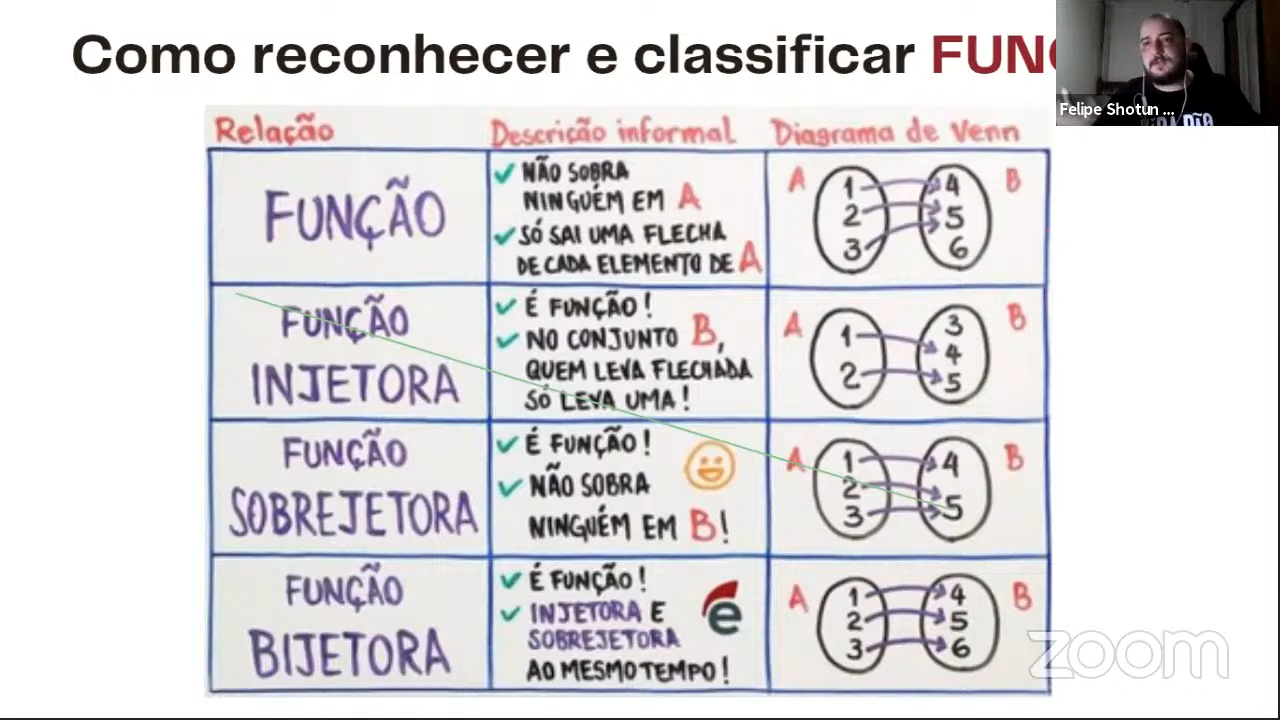 Como reconhecer e classificar FUNÇ
Felipe Shotun ...
Relação
Descrição informal
Diagrama de Venn
FUNÇÃO
✓ NÃO SOBRA
NINGUÉM EM A
✓ SÓ SAI UMA FLECHA
DE CADA ELEMENTO DE A
A
1
2
3
4
5
6
B
FUNÇÃO
INJETORA
✓ É FUNÇÃO!
✓ NO CONJUNTO B,
QUEM LEVA FLECHADA
SÓ LEVA UMA!
A
1
2
3
4
5
B
FUNÇÃO
SOBREJETORA
✓ É FUNÇÃO!
✓ NÃO SOBRA
NINGUÉM EM B!
A
1
2
3
4
5
B
FUNÇÃO
BIJETORA
✓ É FUNÇÃO!
✓ INJETORA E
SOBREJETORA
AO MESMO TEMPO!
e
A
1
2
3
4
5
6
B
zoom